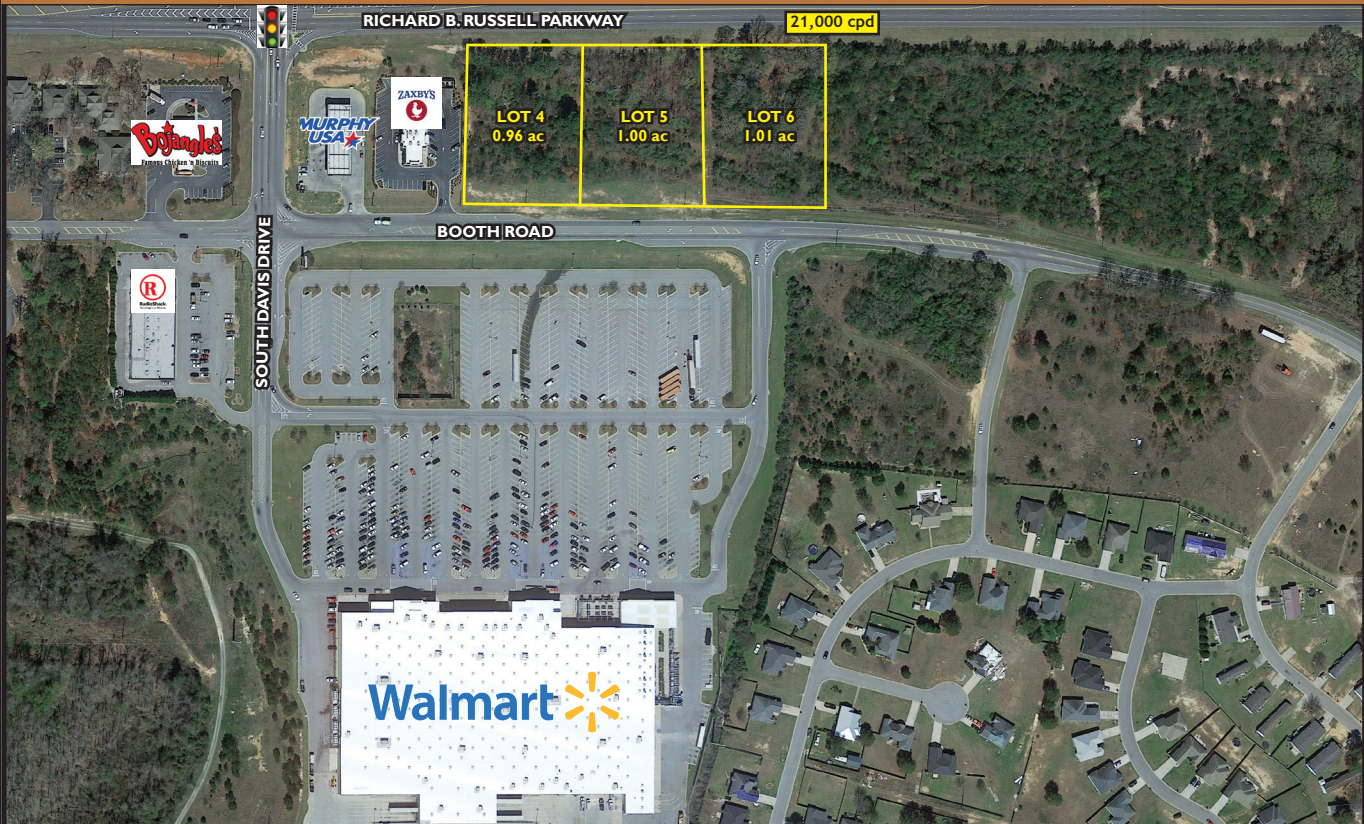 RICHARD B. RUSSELL PARKWAY
21,000 cpd
ZAXBY'S
LOT 4
0.96 ac
LOT 5
1.00 ac
LOT 6
1.01 ac
MURPHY
USA
Bojangles'
Famous Chicken 'n Biscuits
BOOTH ROAD
SOUTH DAVIS DRIVE
R
RadioShack
Walmart